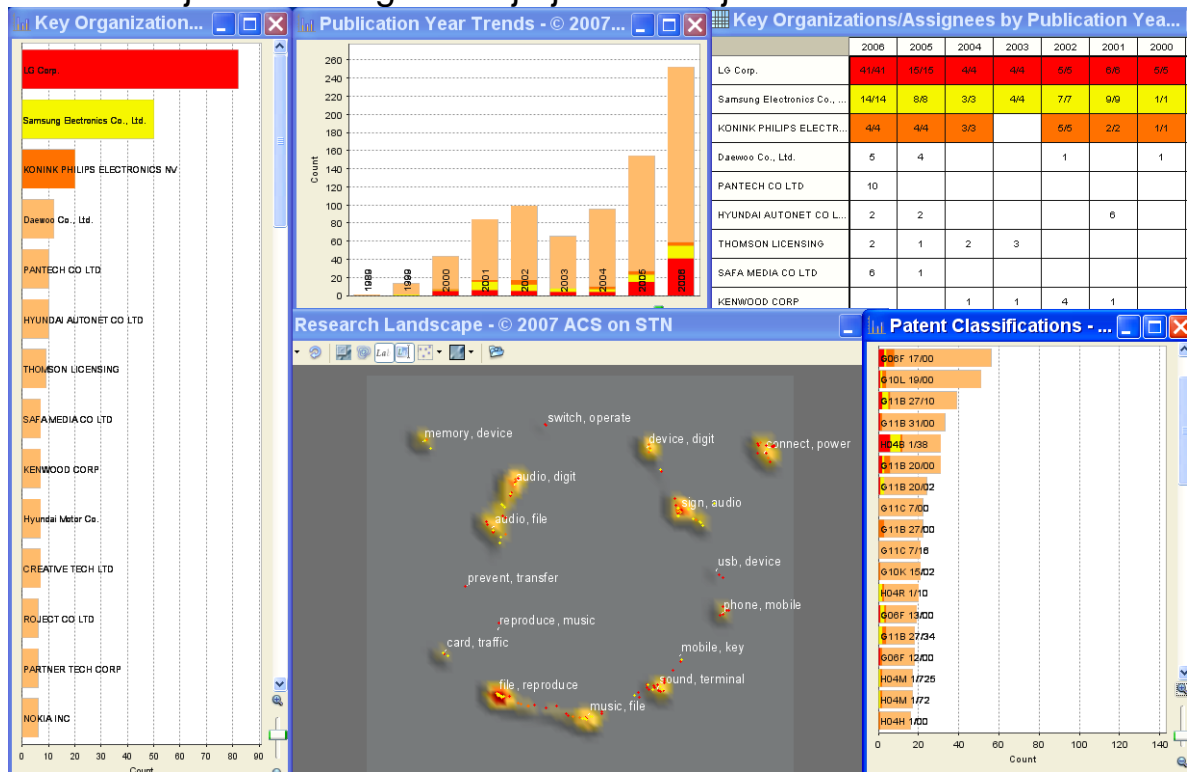 Key Organization...
LG Corp.
Samsung Electronics Co., Ltd.
KONINK PHILIPS ELECTRONICS NV
Daewoo Co., Ltd.
PANTECH CO LTD
HYUNDAI AUTONET CO LTD
THOMSON LICENSING
SAFA MEDIA CO LTD
KENWOOD CORP
Hyundai Motor Co.
CREATIVE TECH LTD
ROJECT CO LTD
PARTNER TECH CORP
NOKIA INC
0 10 20 30 40 50 60 70 80 90
Count
Publication Year Trends - © 2007...
260
240
220
200
180
160
140
120
100
80
60
40
20
0
Count
1989 1999 2000 2001 2002 2003 2004 2005 2006
Key Organizations/Assignees by Publication Yea...
2006 2005 2004 2003 2002 2001 2000
LG Corp. 41/41 15/15 4/4 4/4 5/5 6/6 5/5
Samsung Electronics Co., ... 14/14 8/8 3/3 4/4 7/7 9/9 1/1
KONINK PHILIPS ELECTR... 4/4 4/4 3/3 5/5 2/2 1/1
Daewoo Co., Ltd. 5 4 1 1
PANTECH CO LTD 10
HYUNDAI AUTONET CO L... 2 2 6
THOMSON LICENSING 2 1 2 3
SAFA MEDIA CO LTD 6 1
KENWOOD CORP 1 1 4 1
Research Landscape - © 2007 ACS on STN
Lal
switch, operate
memory, device
device, digit
connect, power
audio, digit
sign, audio
audio, file
usb, device
prevent, transfer
phone, mobile
reproduce, music
card, traffic
mobile, key
file, reproduce
sound, terminal
music, file
Patent Classifications - ...
G06F 17/00
G10L 19/00
G11B 27/10
G11B 31/00
H04B 1/38
G11B 20/00
G11B 20/02
G11C 7/00
G11B 27/00
G11C 7/16
G10K 15/02
H04R 1/10
G06F 13/00
G11B 27/34
G06F 12/00
H04M 1/725
H04M 1/72
H04H 1/00
0 20 40 60 80 100 120 140
Count